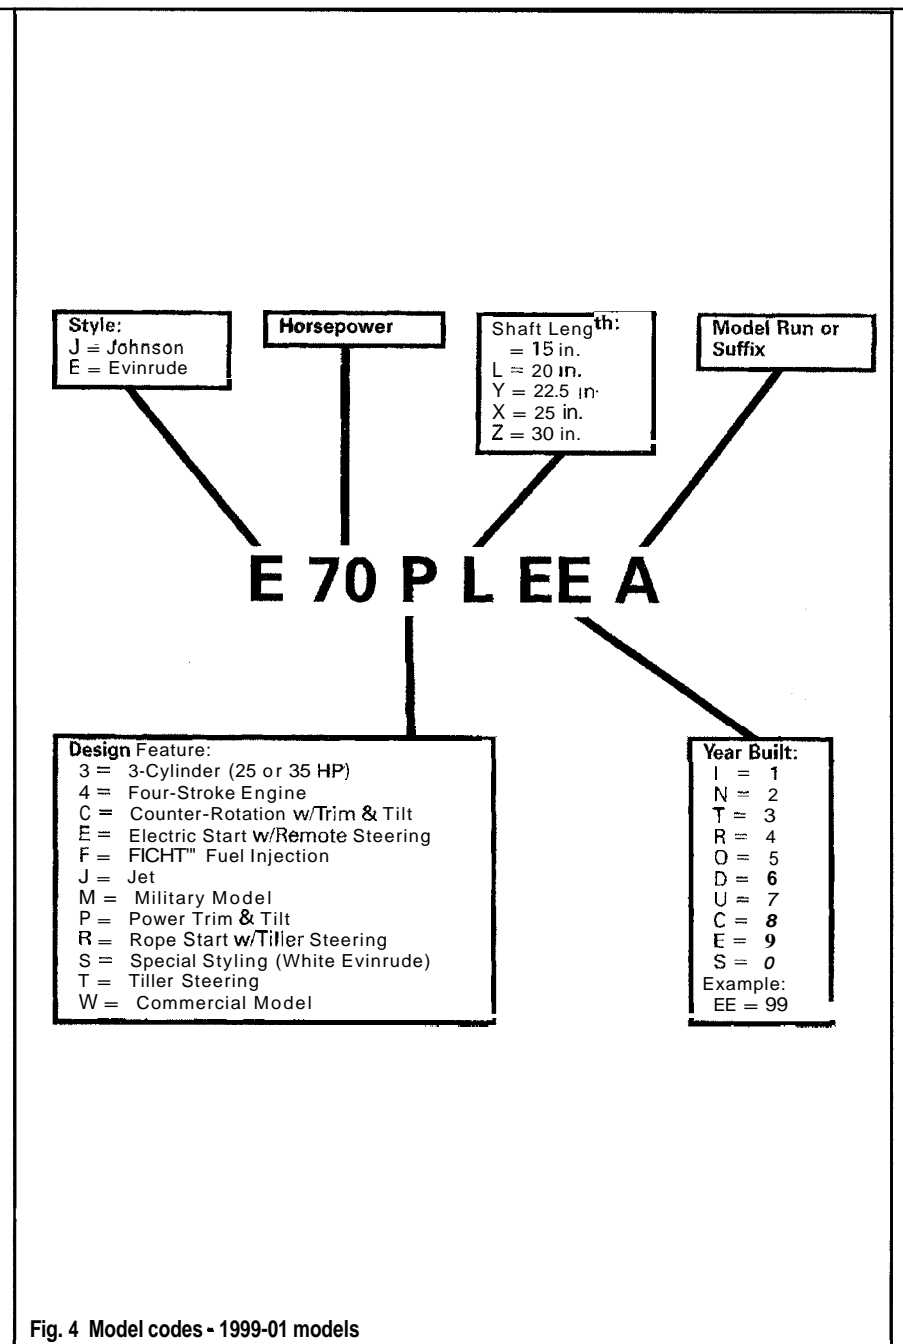 Style:
J = Johnson
E = Evinrude
Horsepower
Shaft Length:
= 15 in.
L = 20 in.
Y = 22.5 in.
X = 25 in.
Z = 30 in.
Model Run or
Suffix
E 70 P L EE A
Design Feature:
3 = 3-Cylinder (25 or 35 HP)
4 = Four-Stroke Engine
C = Counter-Rotation w/Trim & Tilt
E = Electric Start w/Remote Steering
F = FICHT™ Fuel Injection
J = Jet
M = Military Model
P = Power Trim & Tilt
R = Rope Start w/Tiller Steering
S = Special Styling (White Evinrude)
T = Tiller Steering
W = Commercial Model
Year Built:
I = 1
N = 2
T = 3
R = 4
O = 5
D = 6
U = 7
C = 8
E = 9
S = 0
Example:
EE = 99
Fig. 4 Model codes - 1999-01 models